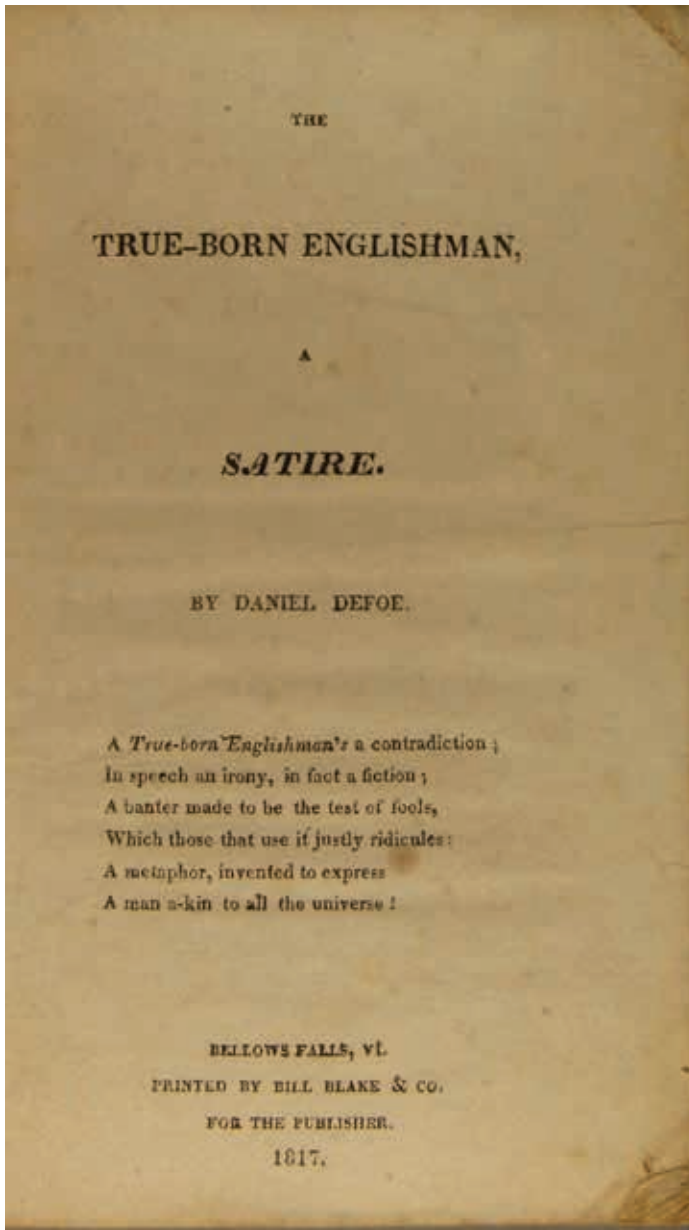 THE
TRUE-BORN ENGLISHMAN,
A
SATIRE.
BY DANIEL DEFOE.
A True-born Englishman's a contradiction ;
In speech an irony, in fact a fiction ;
A banter made to be the test of fools,
Which those that use it justly ridicules :
A metaphor, invented to express
A man a-kin to all the universe !
BELLOWS FALLS, Vt.
PRINTED BY BILL BLAKE & CO.
FOR THE PUBLISHER.
1817.